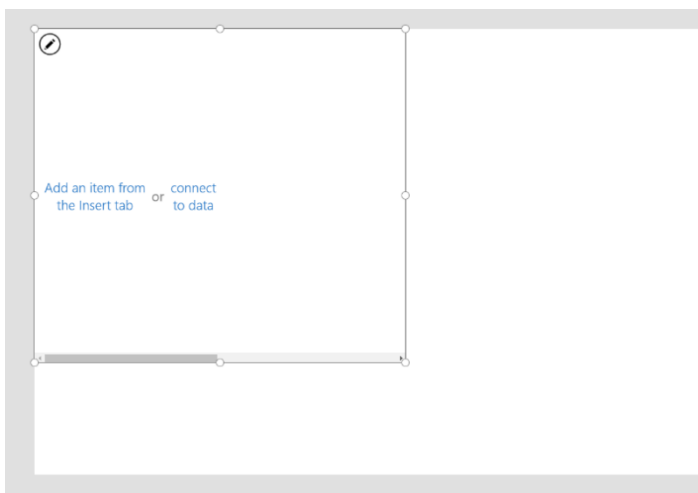 Add an item from
the Insert tab
or
connect
to data